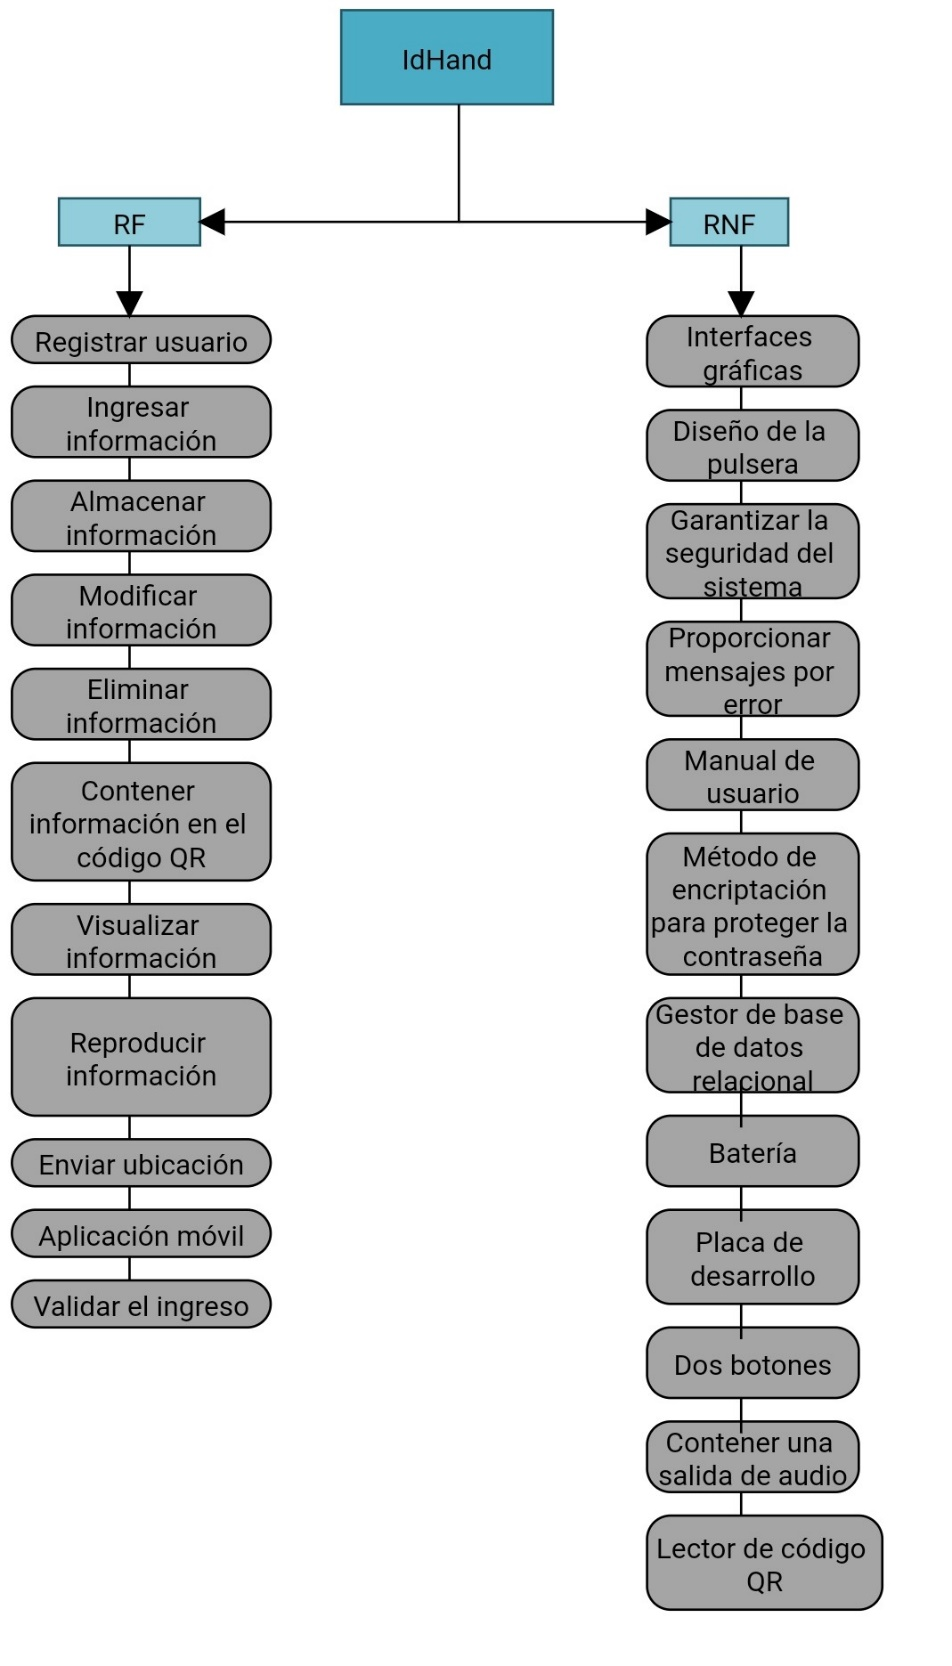 IdHand
RF
RNF
Registrar usuario
Ingresar
información
Almacenar
información
Modificar
información
Eliminar
información
Contener
información en el
código QR
Visualizar
información
Reproducir
información
Enviar ubicación
Aplicación móvil
Validar el ingreso
Interfaces
gráficas
Diseño de la
pulsera
Garantizar la
seguridad del
sistema
Proporcionar
mensajes por
error
Manual de
usuario
Método de
encriptación
para proteger la
contraseña
Gestor de base
de datos
relacional
Batería
Placa de
desarrollo
Dos botones
Contener una
salida de audio
Lector de código
QR